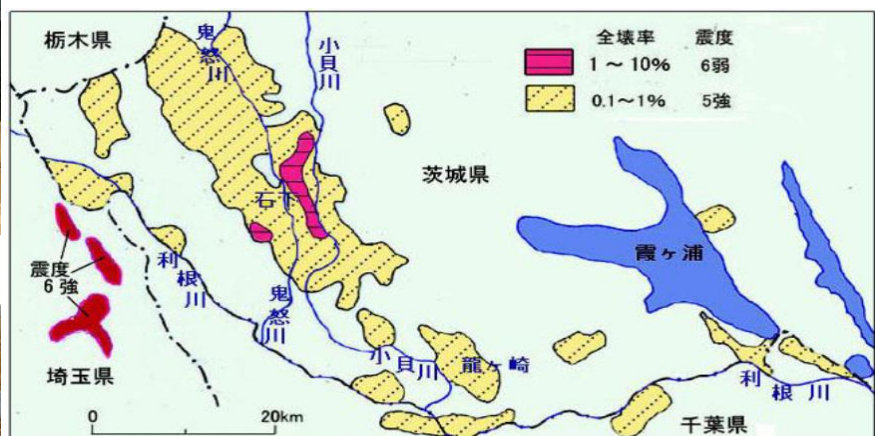 栃木県
鬼怒川
小貝川
全壊率 震度
1～10% 6弱
0.1～1% 5強
茨城県
石下
霞ヶ浦
震度
6強
利根川
鬼怒川
小貝川
龍ヶ崎
利根川
埼玉県
0 20km
千葉県